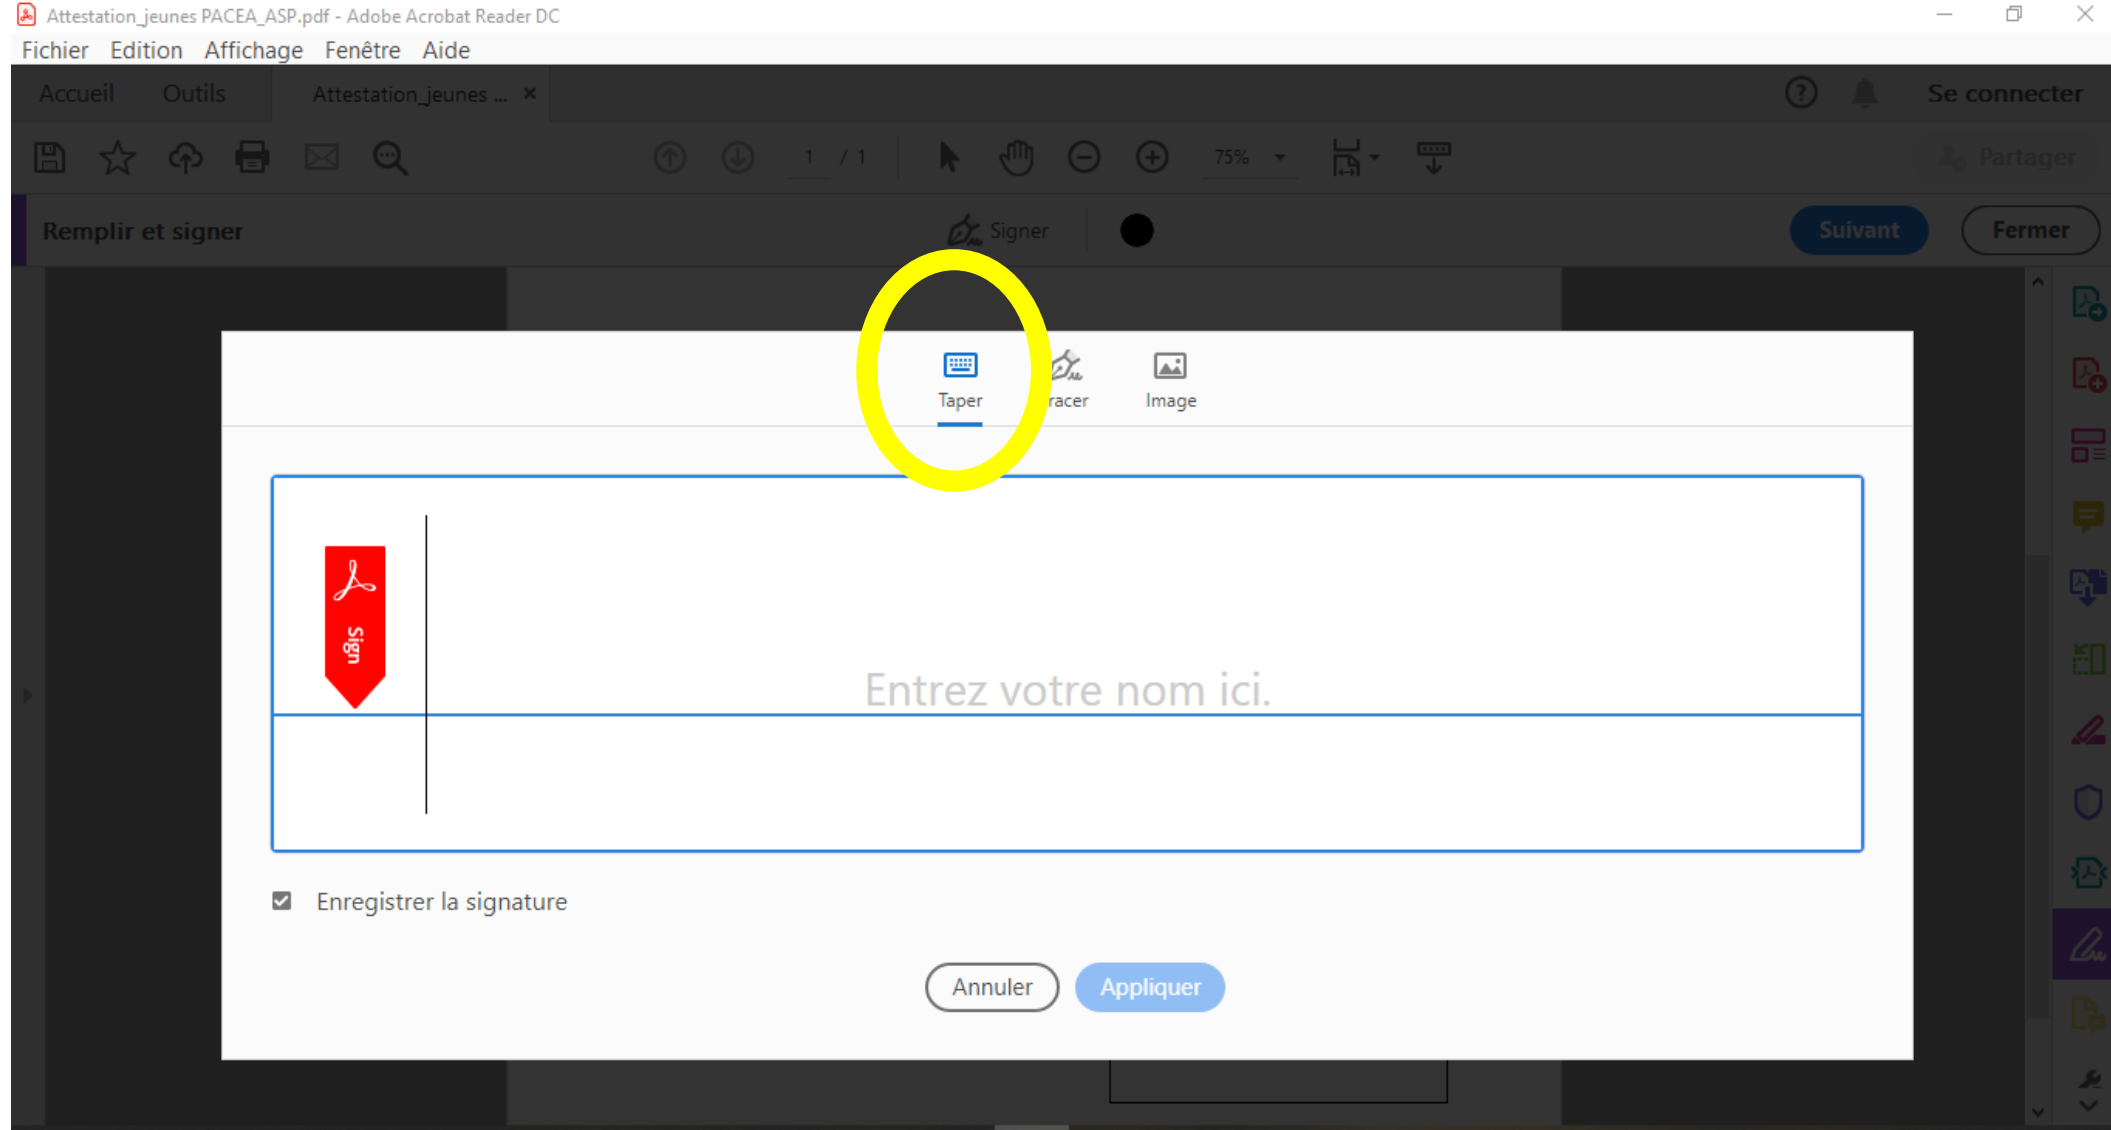 Attestation_jeunes PACEA_ASP.pdf - Adobe Acrobat Reader DC
Fichier Edition Affichage Fenêtre Aide
Accueil Outils Attestation_jeunes ... × ? Se connecter
1 / 1 75% Partager
Remplir et signer Signer Suivant Fermer
Taper racer Image
Sign
Entrez votre nom ici.
Enregistrer la signature
Annuler Appliquer